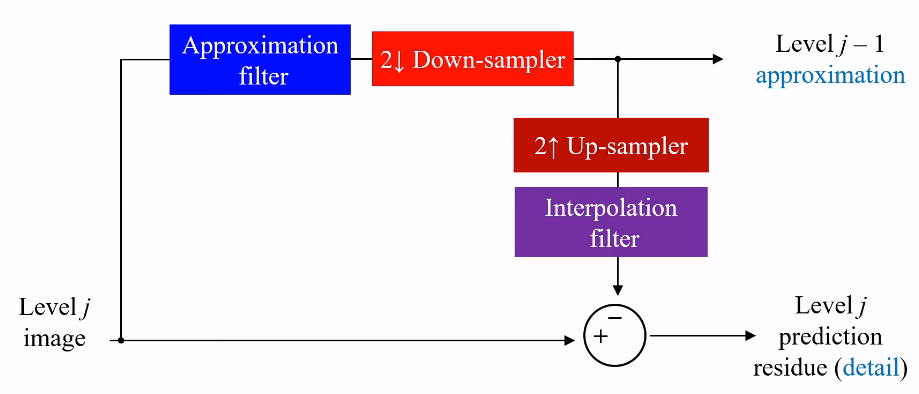 Approximation
filter
2↓ Down-sampler
Level j – 1
approximation
2↑ Up-sampler
Interpolation
filter
Level j
image
+
−
Level j
prediction
residue (detail)